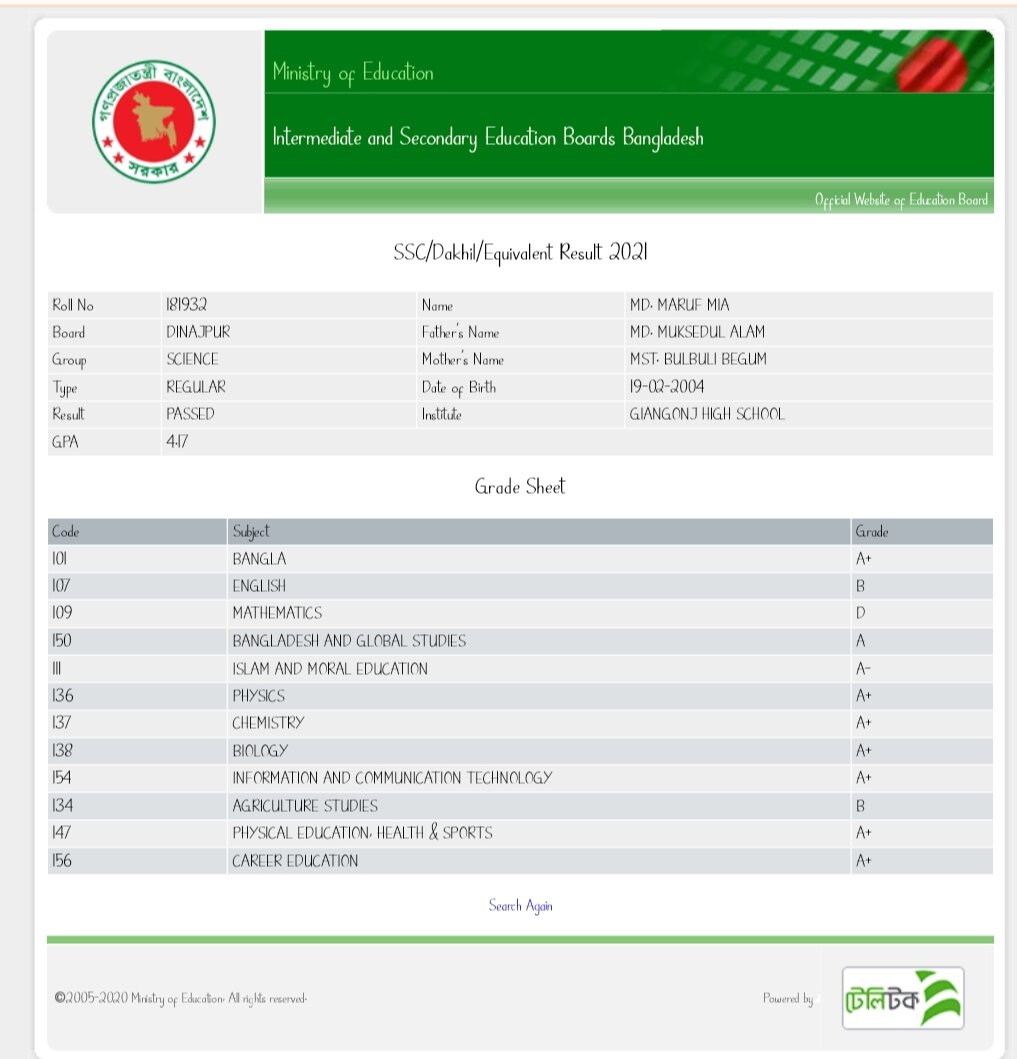 গণপ্রজাতন্ত্রী বাংলাদেশ
সরকার
Ministry of Education
Intermediate and Secondary Education Boards Bangladesh
Official Website of Education Board
SSC/Dakhil/Equivalent Result 2021
Roll No 181932 Name MD. MARUF MIA
Board DINAJPUR Father's Name MD. MUKSEDUL ALAM
Group SCIENCE Mother's Name MST. BULBULI BEGUM
Type REGULAR Date of Birth 19-02-2004
Result PASSED Institute GIANGONJ HIGH SCHOOL
GPA 4.17
Grade Sheet
Code Subject Grade
101 BANGLA A+
107 ENGLISH B
109 MATHEMATICS D
150 BANGLADESH AND GLOBAL STUDIES A
111 ISLAM AND MORAL EDUCATION A-
136 PHYSICS A+
137 CHEMISTRY A+
138 BIOLOGY A+
154 INFORMATION AND COMMUNICATION TECHNOLOGY A+
134 AGRICULTURE STUDIES B
147 PHYSICAL EDUCATION, HEALTH & SPORTS A+
156 CAREER EDUCATION A+
Search Again
©2005-2020 Ministry of Education. All rights reserved.
Powered by
টেলিটক